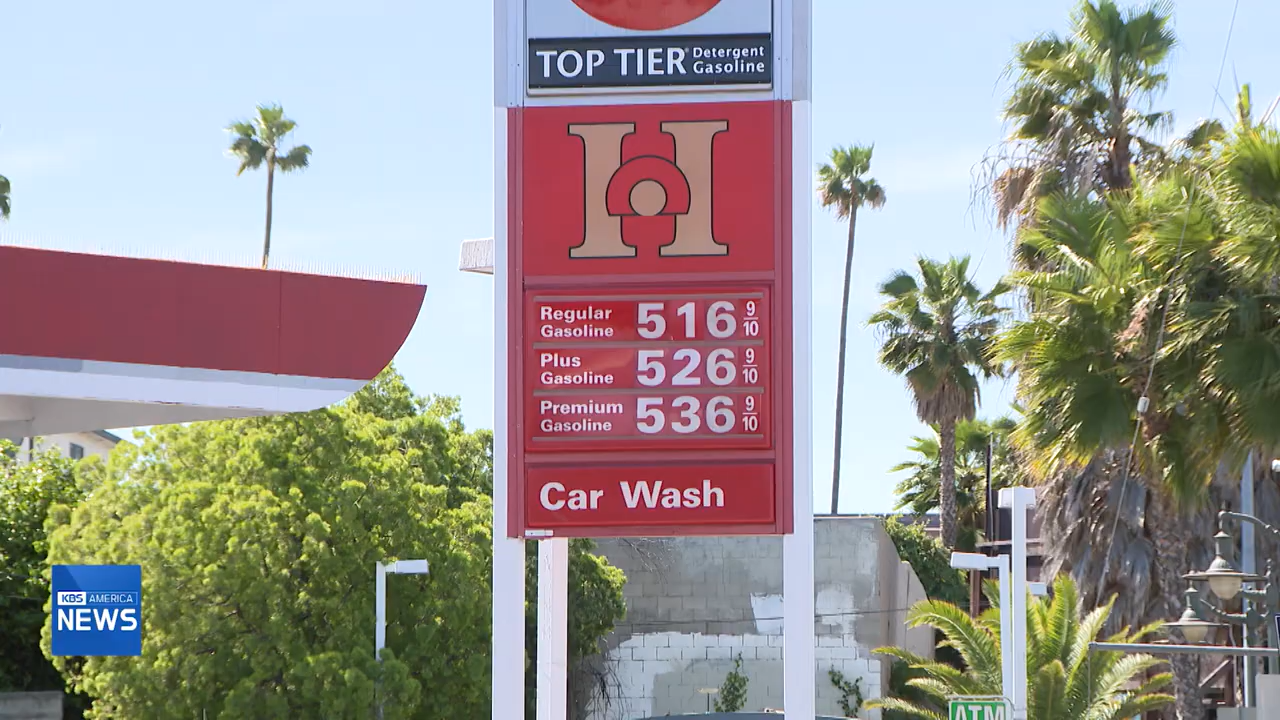 TOP TIER Detergent
Gasoline
H
Regular
Gasoline 516 9/10
Plus
Gasoline 526 9/10
Premium
Gasoline 536 9/10
Car Wash
KBS AMERICA
NEWS
ATM